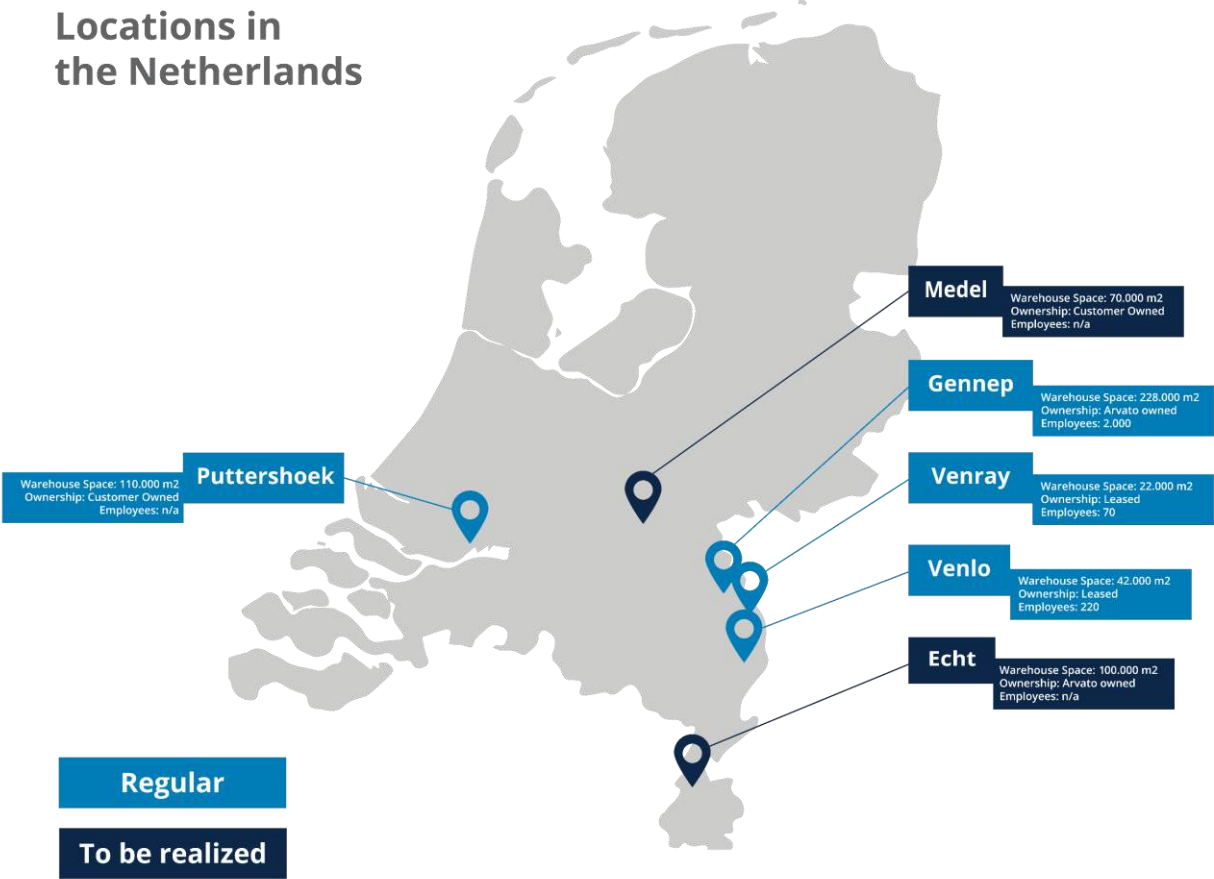 Locations in
the Netherlands
Medel
Warehouse Space: 70.000 m2
Ownership: Customer Owned
Employees: n/a
Gennep
Warehouse Space: 228.000 m2
Ownership: Arvato owned
Employees: 2.000
Puttershoek
Warehouse Space: 110.000 m2
Ownership: Customer Owned
Employees: n/a
Venray
Warehouse Space: 22.000 m2
Ownership: Leased
Employees: 70
Venlo
Warehouse Space: 42.000 m2
Ownership: Leased
Employees: 220
Echt
Warehouse Space: 100.000 m2
Ownership: Arvato owned
Employees: n/a
Regular
To be realized